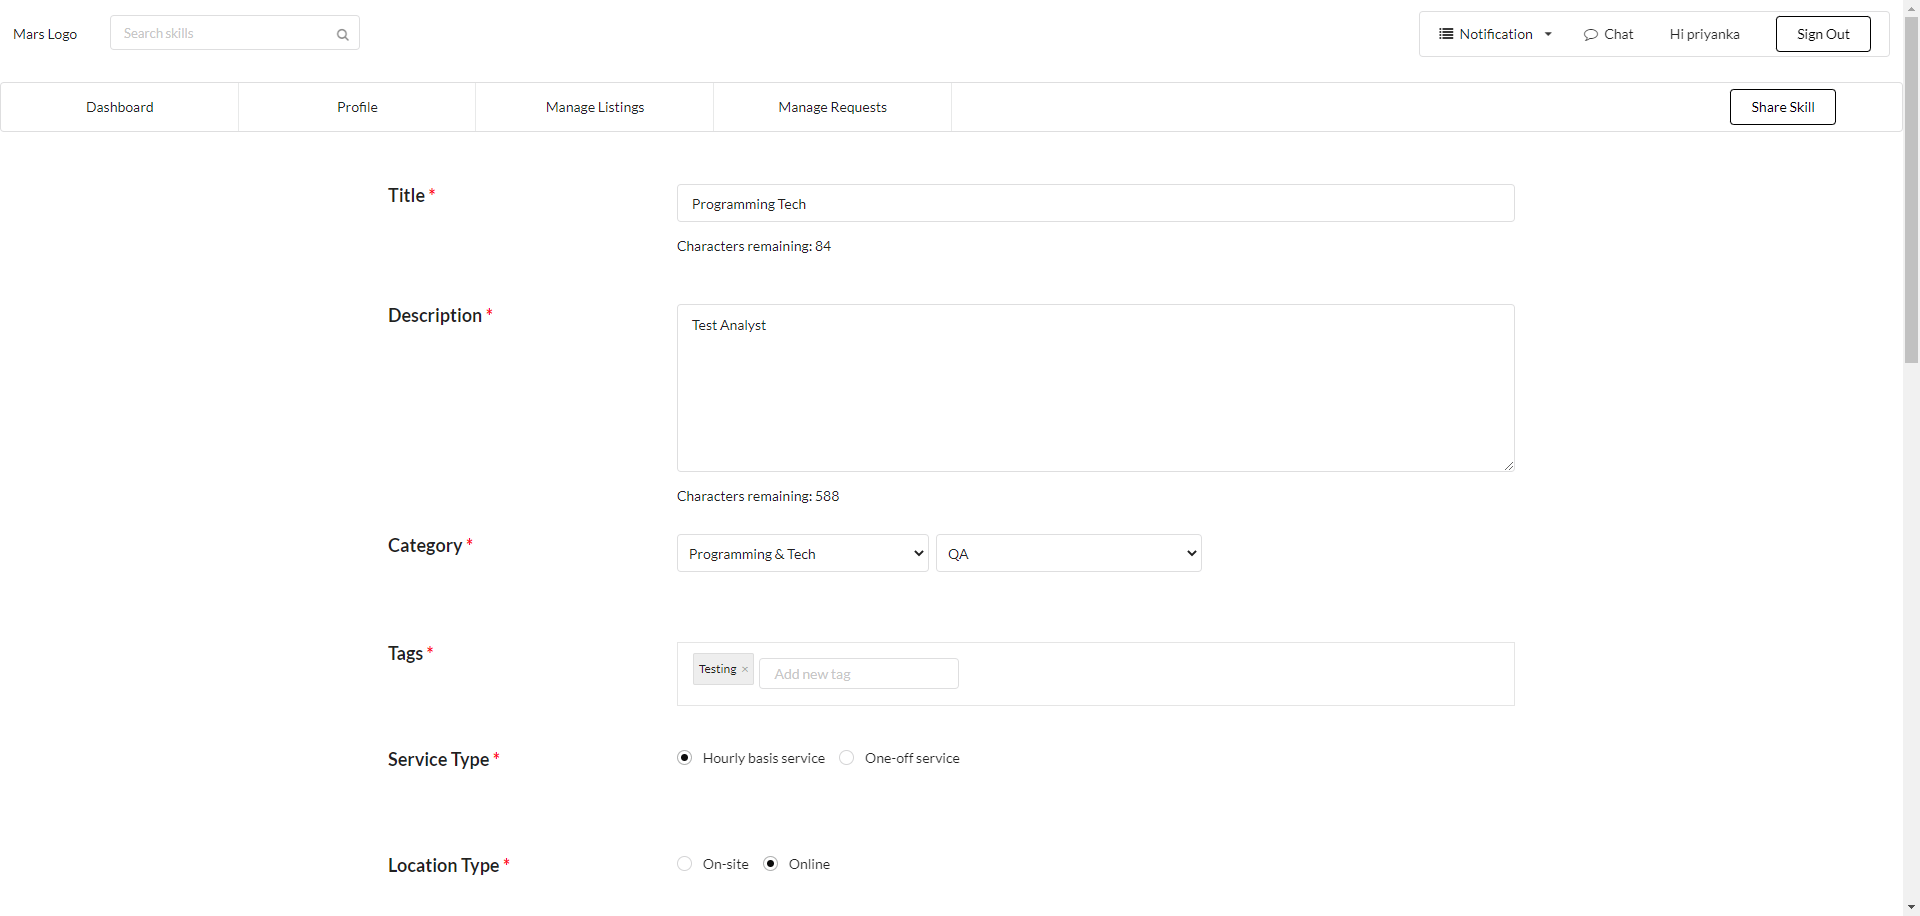 Mars Logo
Search skills
Notification
Chat
Hi priyanka
Sign Out
Dashboard
Profile
Manage Listings
Manage Requests
Share Skill
Title *
Programming Tech
Characters remaining: 84
Description *
Test Analyst
Characters remaining: 588
Category *
Programming & Tech
QA
Tags *
Testing ×
Add new tag
Service Type *
Hourly basis service
One-off service
Location Type *
On-site
Online